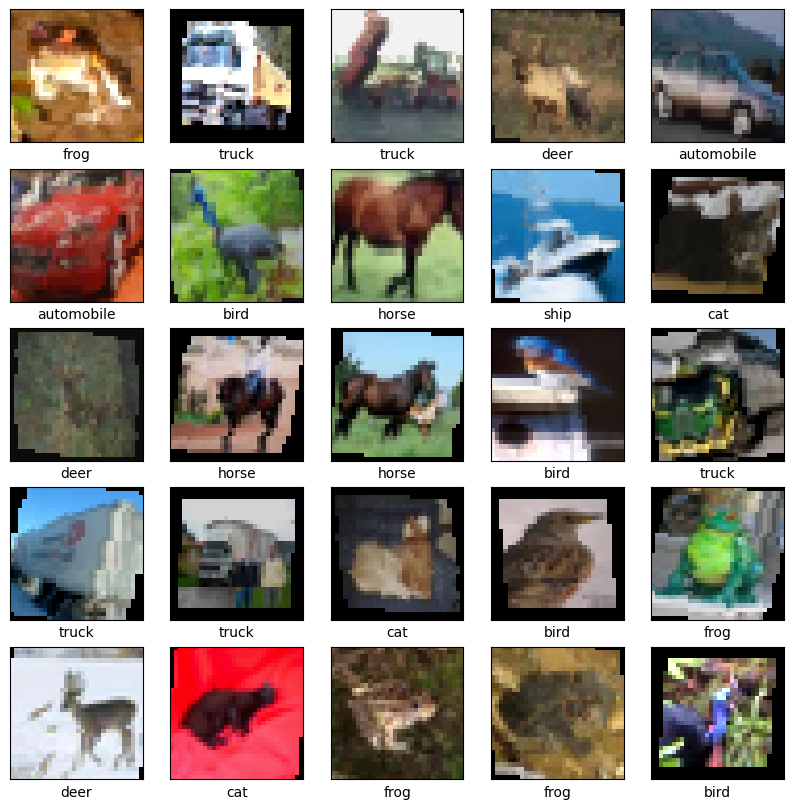 frog truck truck deer automobile
automobile bird horse ship cat
deer horse horse bird truck
truck truck cat bird frog
deer cat frog frog bird